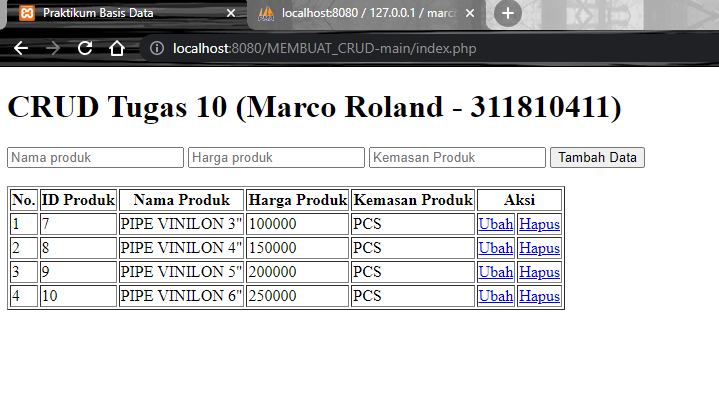 Praktikum Basis Data
localhost:8080 / 127.0.0.1 / marc
localhost:8080/MEMBUAT_CRUD-main/index.php
CRUD Tugas 10 (Marco Roland - 311810411)
Nama produk Harga produk Kemasan Produk Tambah Data
No. ID Produk Nama Produk Harga Produk Kemasan Produk Aksi
1 7 PIPE VINILON 3" 100000 PCS Ubah Hapus
2 8 PIPE VINILON 4" 150000 PCS Ubah Hapus
3 9 PIPE VINILON 5" 200000 PCS Ubah Hapus
4 10 PIPE VINILON 6" 250000 PCS Ubah Hapus